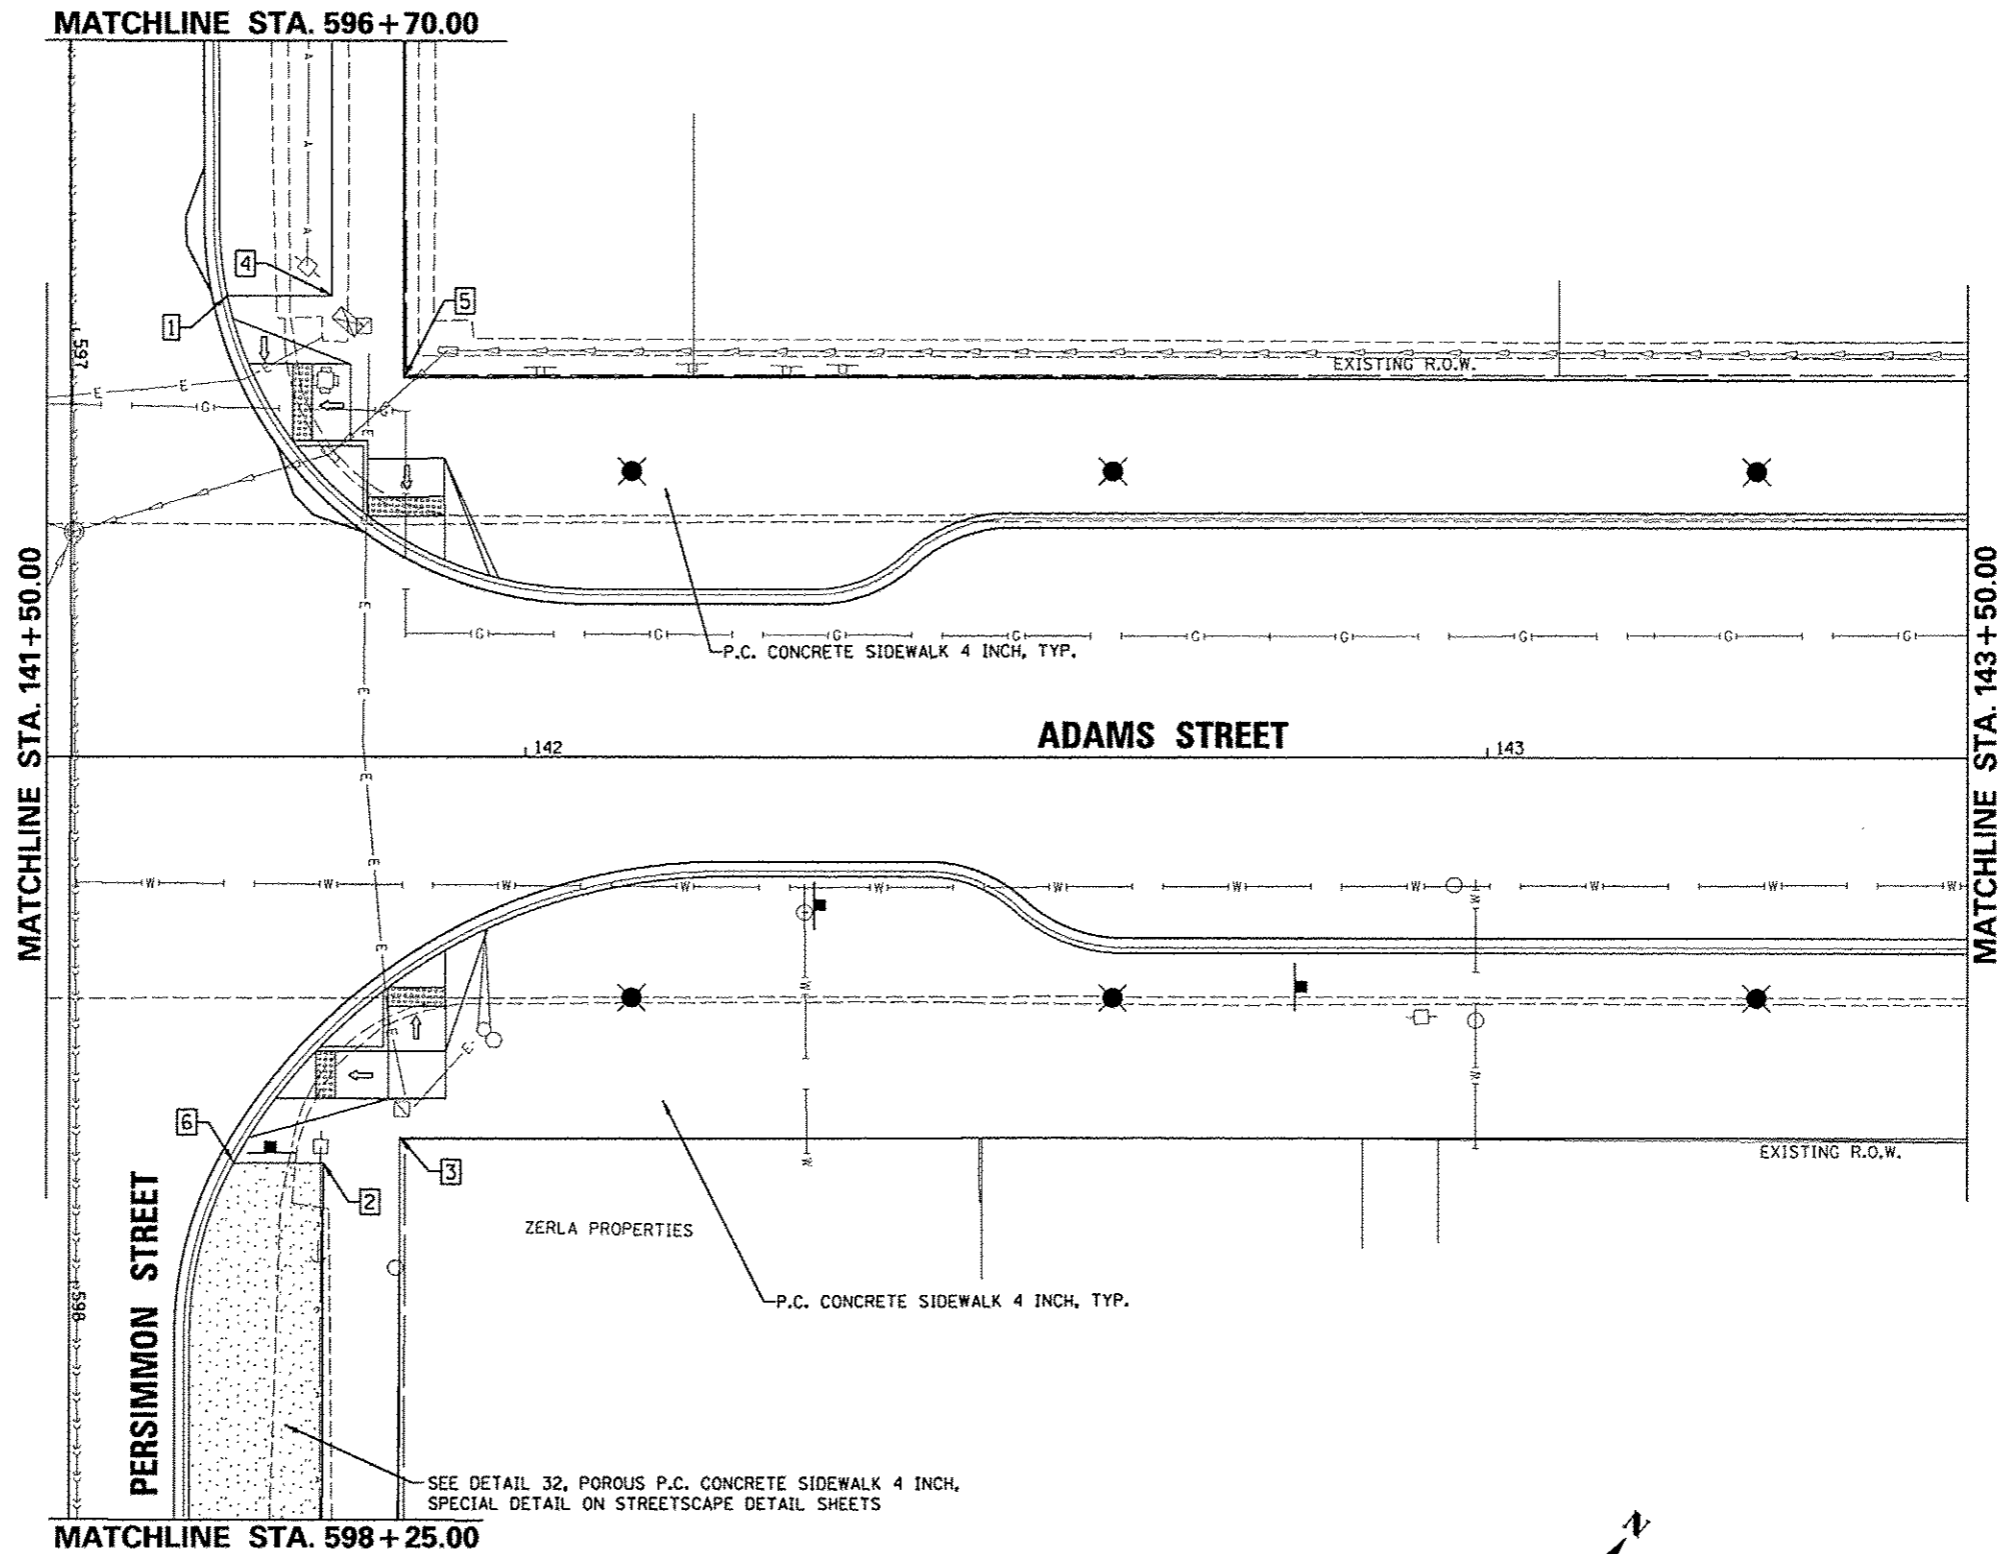 MATCHLINE STA. 596+70.00
4
5
1
597
EXISTING R.O.W.
P.C. CONCRETE SIDEWALK 4 INCH, TYP.
MATCHLINE STA. 141+50.00
MATCHLINE STA. 143+50.00
ADAMS STREET
142
143
6
3
2
EXISTING R.O.W.
ZERLA PROPERTIES
PERSIMMON STREET
598
P.C. CONCRETE SIDEWALK 4 INCH, TYP.
SEE DETAIL 32, POROUS P.C. CONCRETE SIDEWALK 4 INCH,
SPECIAL DETAIL ON STREETSCAPE DETAIL SHEETS
MATCHLINE STA. 598+25.00
N